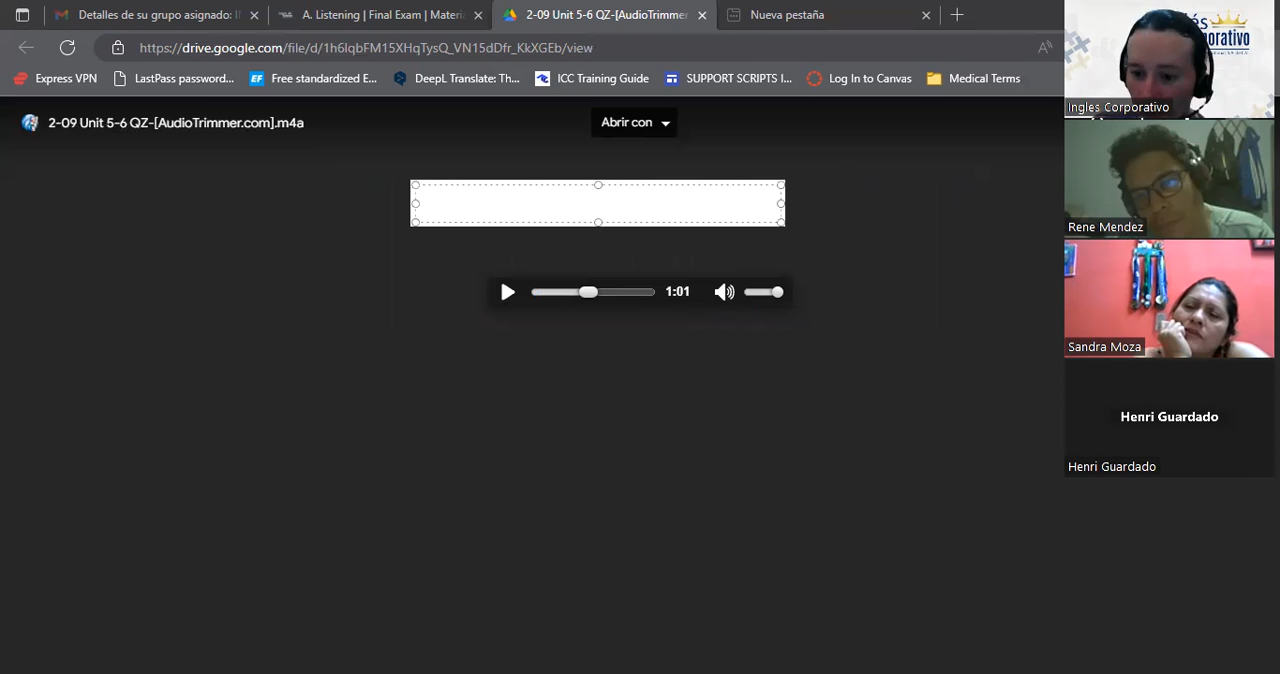 Detalles de su grupo asignado: I
A. Listening | Final Exam | Materia
2-09 Unit 5-6 QZ-[AudioTrimmer
Nueva pestaña
https://drive.google.com/file/d/1h6lqbFM15XHqTysQ_VN15dDfr_KkXGEb/view
Express VPN
LastPass password...
EF
Free standardized E...
DeepL Translate: Th...
ICC Training Guide
SUPPORT SCRIPTS I...
Log In to Canvas
Medical Terms
2-09 Unit 5-6 QZ-[AudioTrimmer.com].m4a
Abrir con
1:01
Ingles Corporativo
Rene Mendez
Sandra Moza
Henri Guardado
Henri Guardado